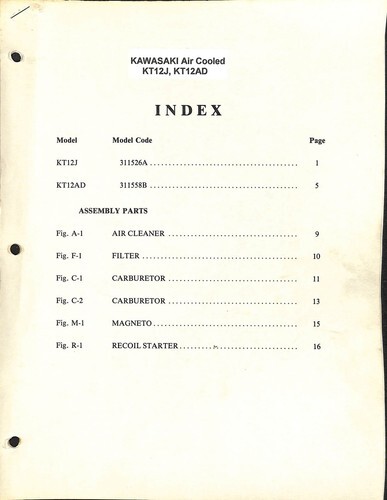 KAWASAKI Air Cooled
KT12J, KT12AD
INDEX
Model Model Code Page
KT12J 311526A ........................................ 1
KT12AD 311558B ........................................ 5
ASSEMBLY PARTS
Fig. A-1 AIR CLEANER ................................... 9
Fig. F-1 FILTER .......................................... 10
Fig. C-1 CARBURETOR ................................... 11
Fig. C-2 CARBURETOR ................................... 13
Fig. M-1 MAGNETO ....................................... 15
Fig. R-1 RECOIL STARTER ................................ 16